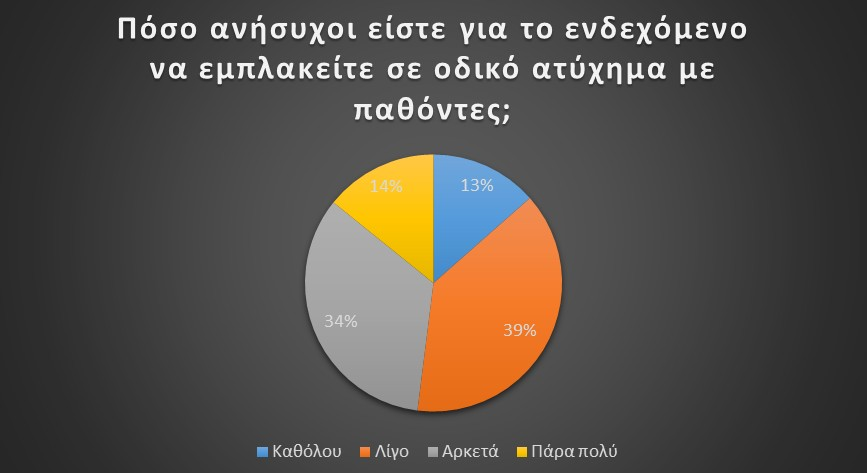 Πόσο ανήσυχοι είστε για το ενδεχόμενο
να εμπλακείτε σε οδικό ατύχημα με
παθόντες;
14%
13%
34%
39%
Καθόλου Λίγο Αρκετά Πάρα πολύ